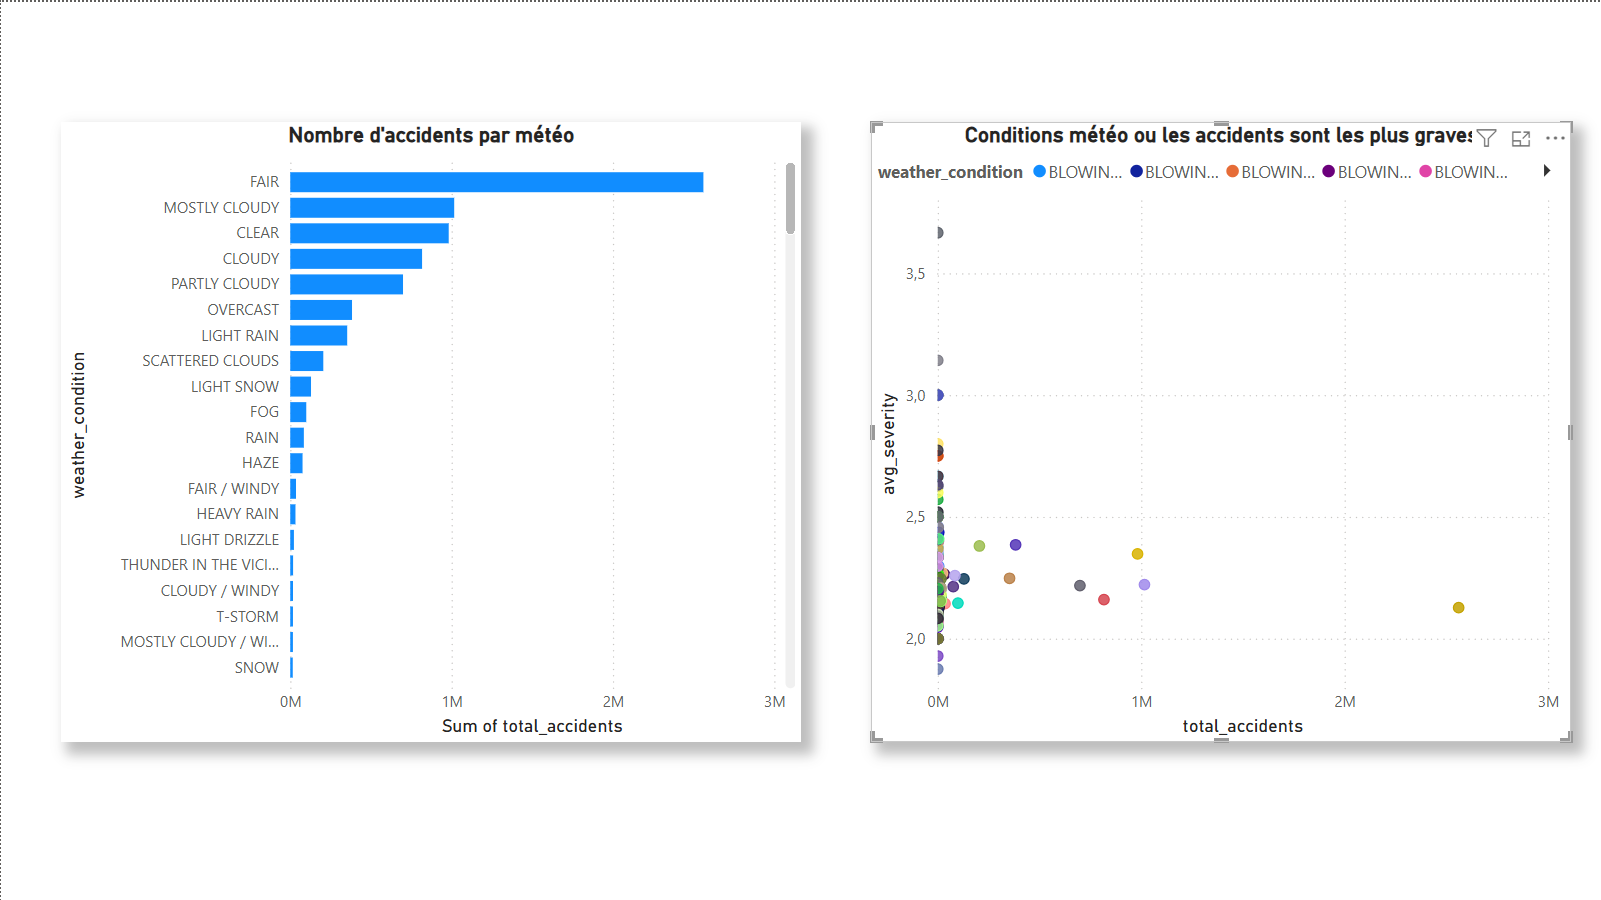 Nombre d'accidents par météo
FAIR
MOSTLY CLOUDY
CLEAR
CLOUDY
PARTLY CLOUDY
OVERCAST
LIGHT RAIN
SCATTERED CLOUDS
LIGHT SNOW
FOG
RAIN
HAZE
FAIR / WINDY
HEAVY RAIN
LIGHT DRIZZLE
THUNDER IN THE VICI...
CLOUDY / WINDY
T-STORM
MOSTLY CLOUDY / WI...
SNOW
weather_condition
0M 1M 2M 3M
Sum of total_accidents
Conditions météo ou les accidents sont les plus graves
weather_condition BLOWIN... BLOWIN... BLOWIN... BLOWIN... BLOWIN...
3,5
3,0
2,5
2,0
avg_severity
0M 1M 2M 3M
total_accidents